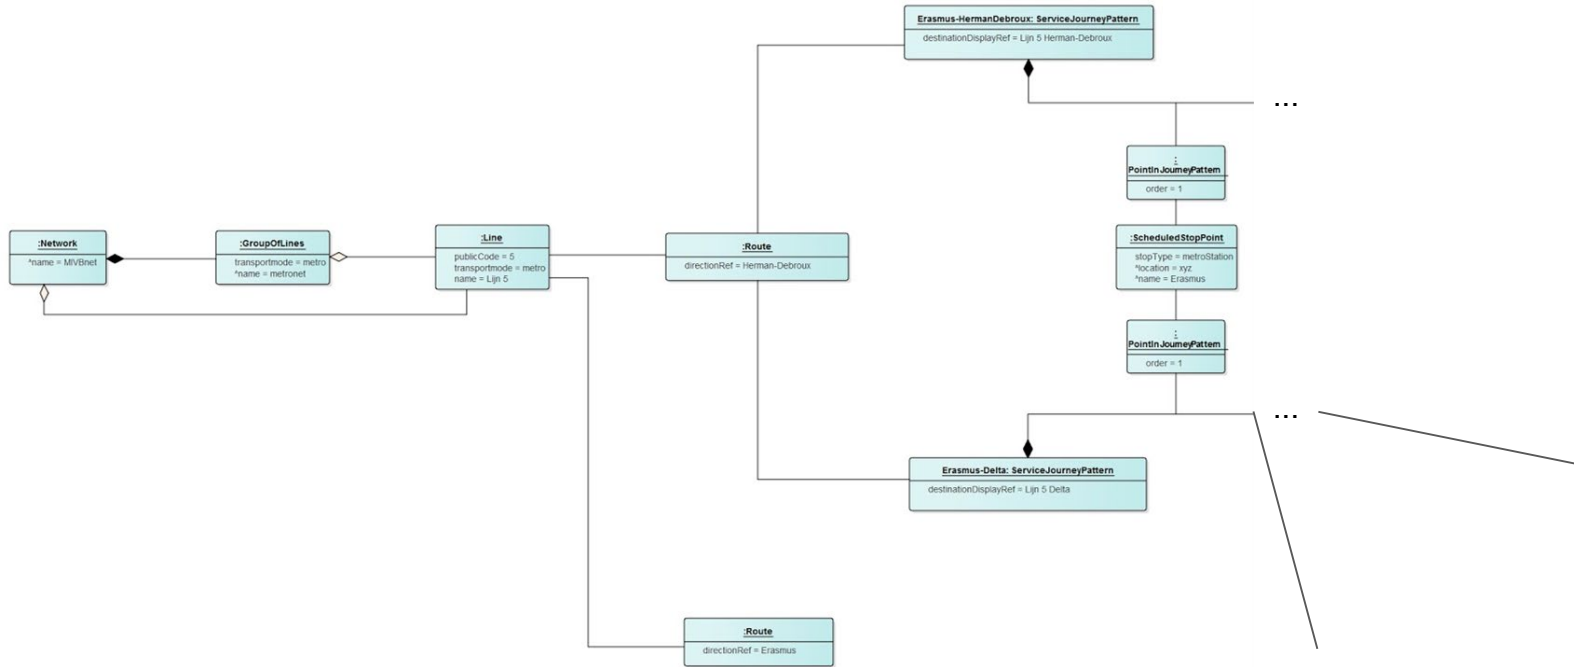 Erasmus-HermanDebroux: ServiceJourneyPattern
destinationDisplayRef = Lijn 5 Herman-Debroux
...
:
PointInJourneyPattern
order = 1
:Network
^name = MIVBnet
:GroupOfLines
transportmode = metro
^name = metronet
:Line
publicCode = 5
transportmode = metro
name = Lijn 5
:Route
directionRef = Herman-Debroux
:ScheduledStopPoint
stopType = metroStation
^location = xyz
^name = Erasmus
:
PointInJourneyPattern
order = 1
...
Erasmus-Delta: ServiceJourneyPattern
destinationDisplayRef = Lijn 5 Delta
:Route
directionRef = Erasmus